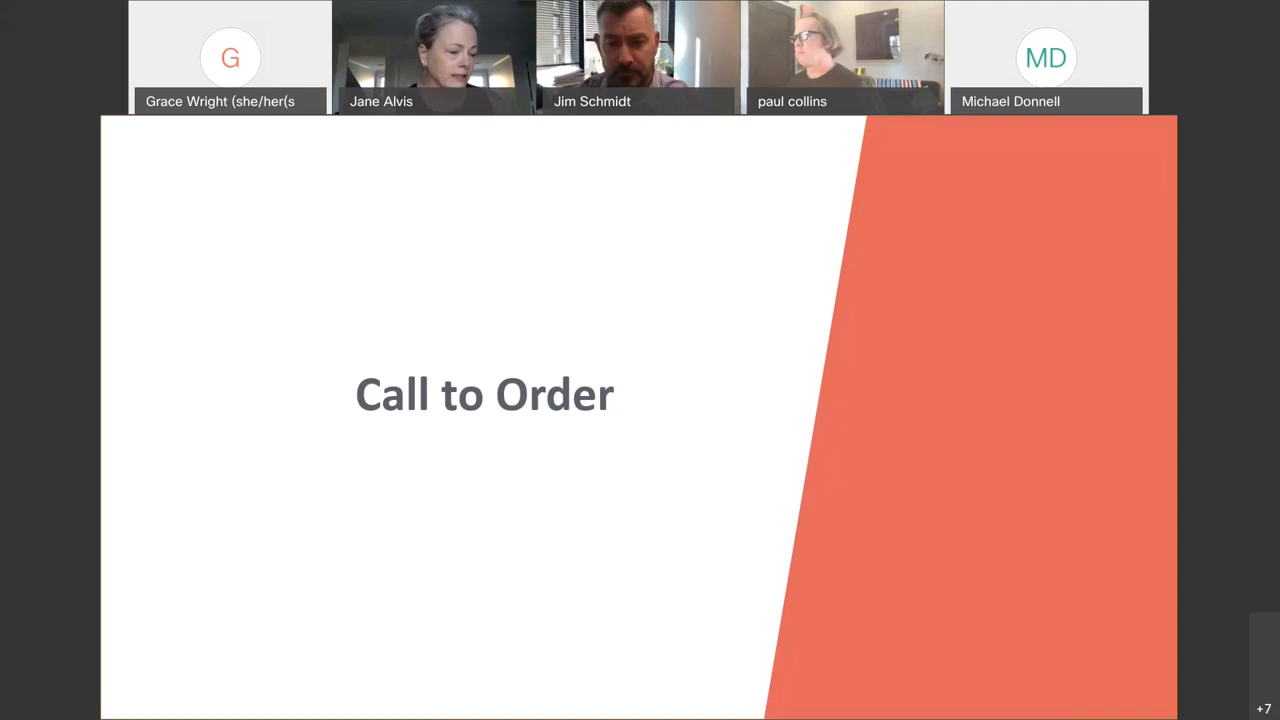 G
MD
Grace Wright (she/her(s
Jane Alvis
Jim Schmidt
paul collins
Michael Donnell
Call to Order
+7